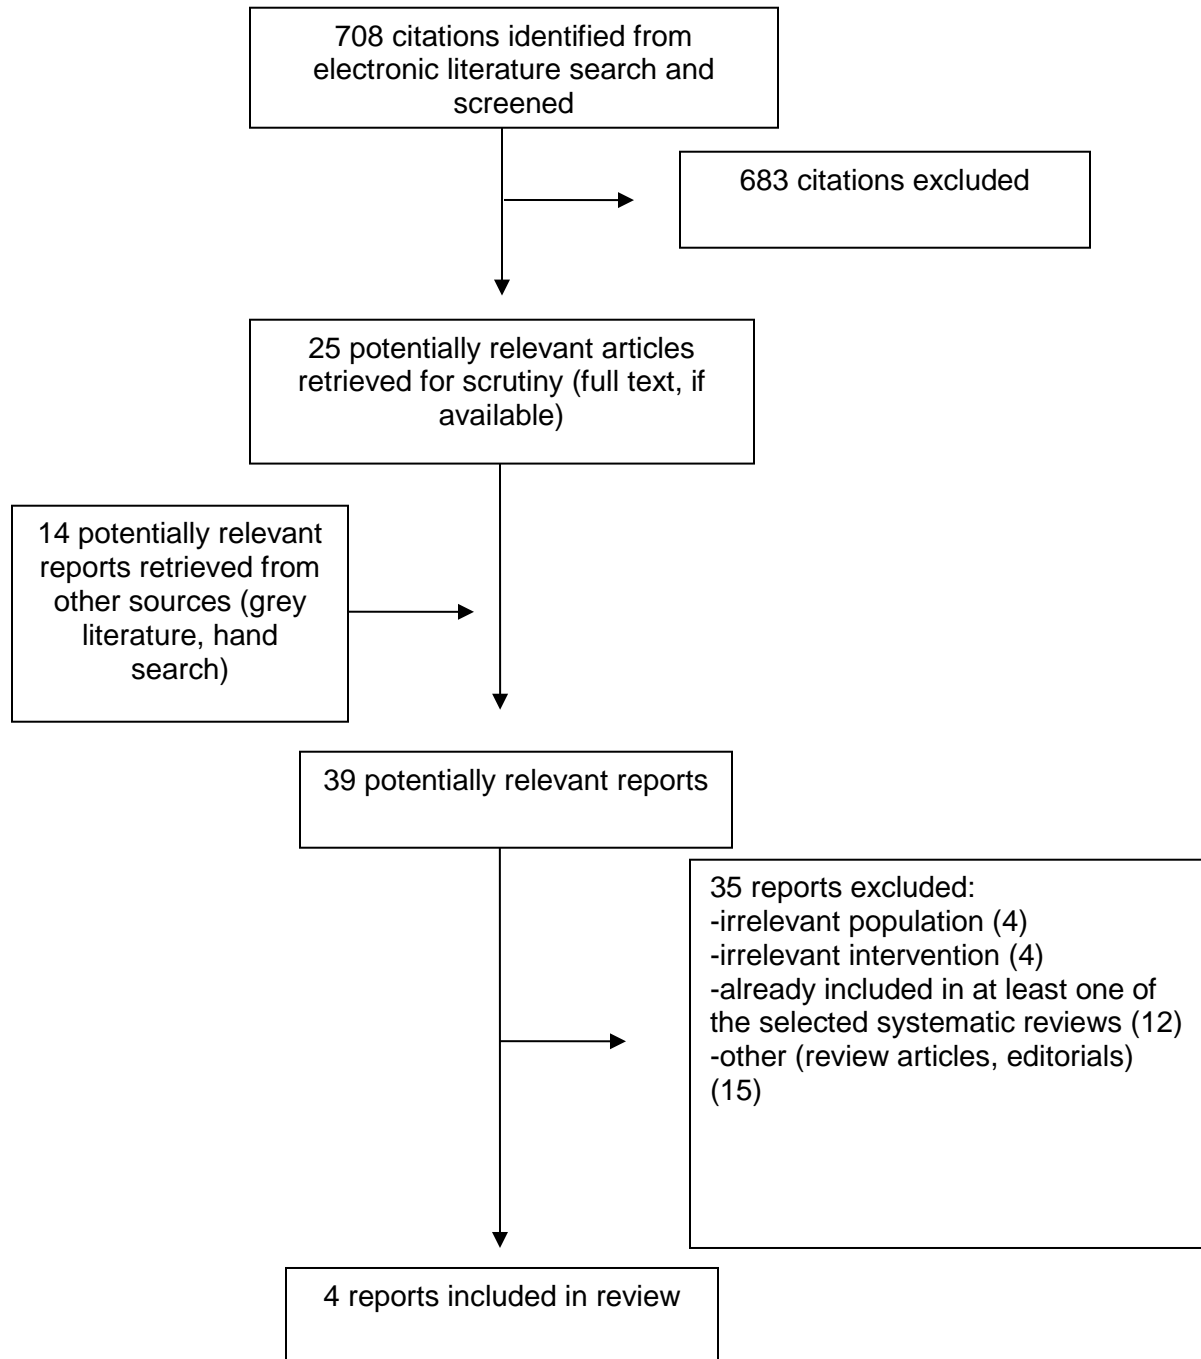 708 citations identified from
electronic literature search and
screened
683 citations excluded
25 potentially relevant articles
retrieved for scrutiny (full text, if
available)
14 potentially relevant
reports retrieved from
other sources (grey
literature, hand
search)
39 potentially relevant reports
35 reports excluded:
-irrelevant population (4)
-irrelevant intervention (4)
-already included in at least one of
the selected systematic reviews (12)
-other (review articles, editorials)
(15)
4 reports included in review